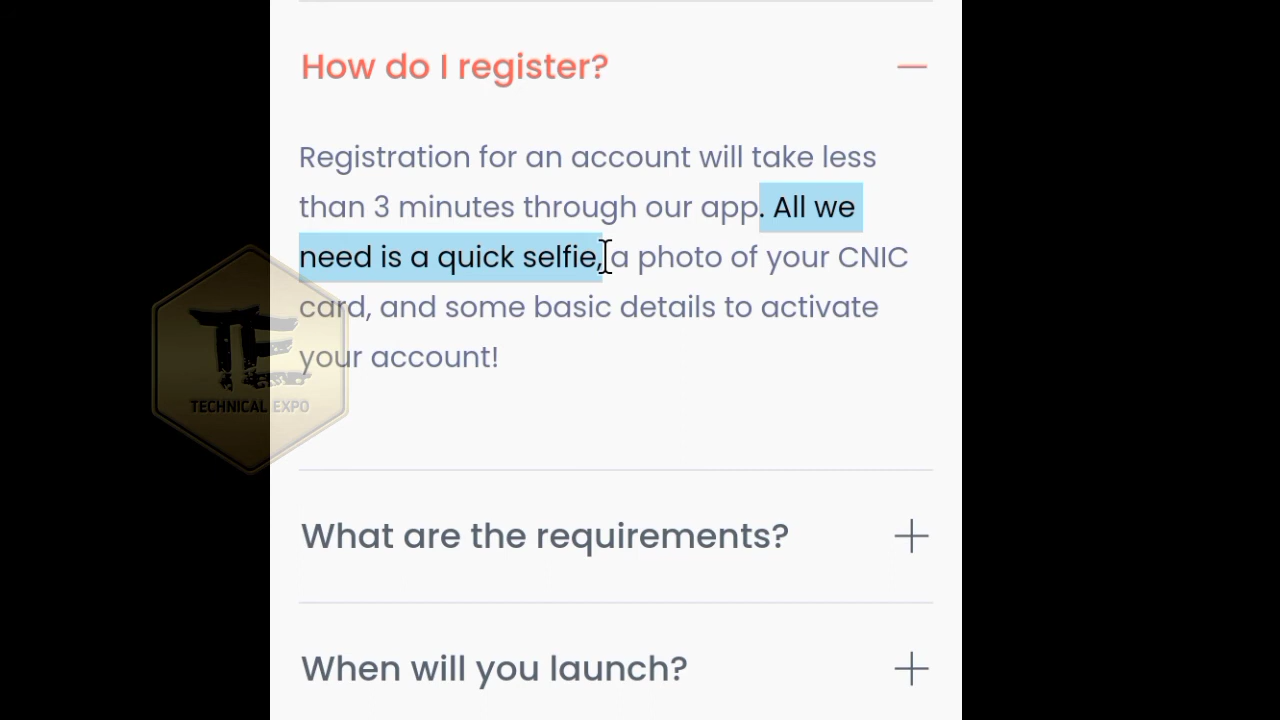 How do I register?
Registration for an account will take less
than 3 minutes through our app. All we
need is a quick selfie, a photo of your CNIC
card, and some basic details to activate
your account!
TE
TECHNICAL EXPO
What are the requirements?
When will you launch?